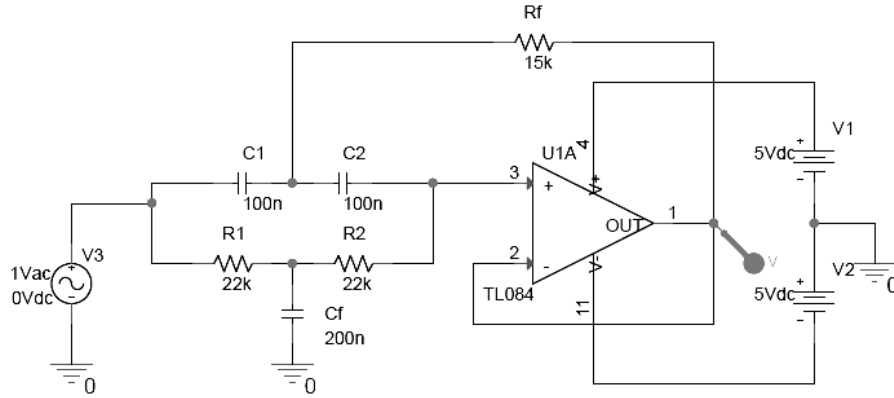 Rf
15k
C1
100n
C2
100n
R1
22k
R2
22k
Cf
200n
V3
1Vac
0Vdc
0
0
U1A
3
+
2
-
V+
4
V-
11
OUT
1
TL084
V
V1
5Vdc
V2
5Vdc
0